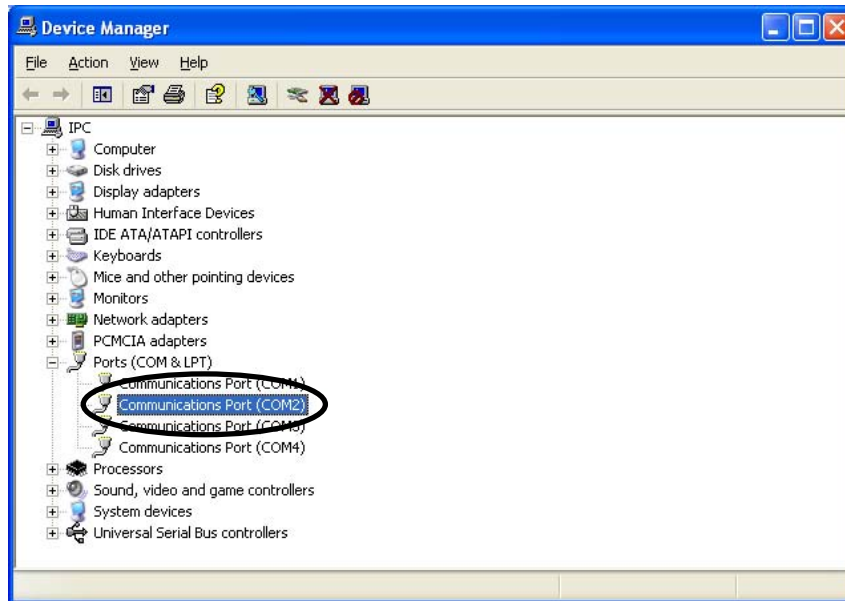 Device Manager
File Action View Help
IPC
Computer
Disk drives
Display adapters
Human Interface Devices
IDE ATA/ATAPI controllers
Keyboards
Mice and other pointing devices
Monitors
Network adapters
PCMCIA adapters
Ports (COM & LPT)
Communications Port (COM1)
Communications Port (COM2)
Communications Port (COM3)
Communications Port (COM4)
Processors
Sound, video and game controllers
System devices
Universal Serial Bus controllers